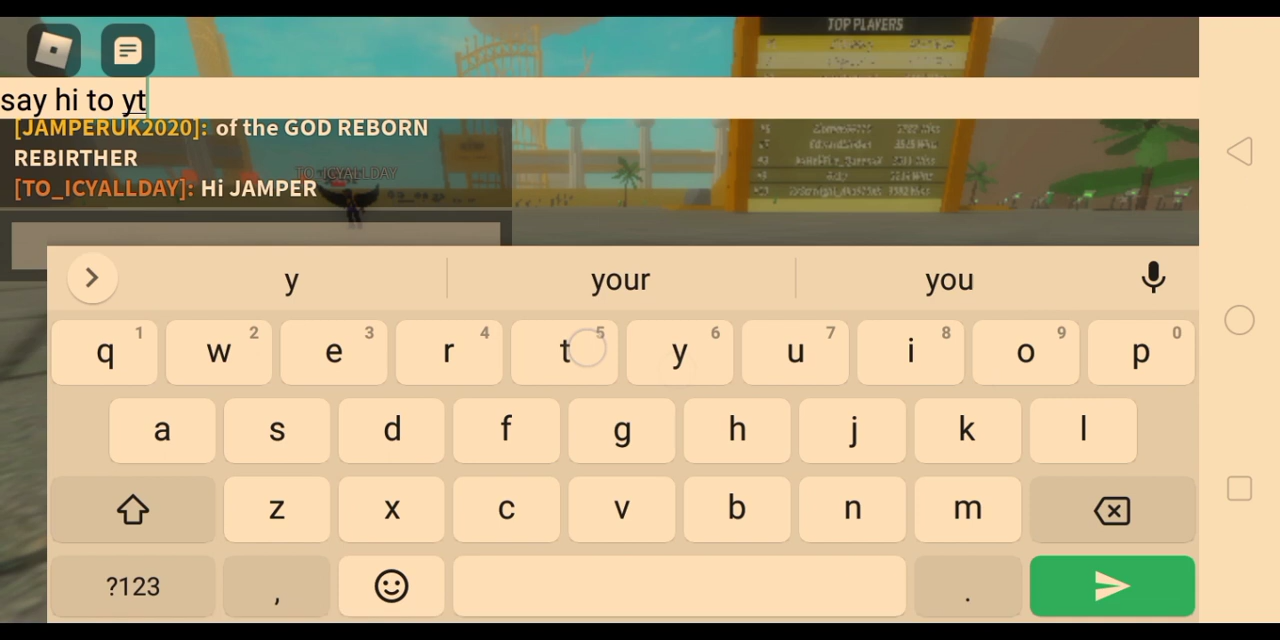 TOP PLAYERS
say hi to yt
[JAMPERUK2020]: of the GOD REBORN
REBIRTHER
TO_ICYALLDAY
[TO_ICYALLDAY]: Hi JAMPER
y your you
q 1 w 2 e 3 r 4 t 5 y 6 u 7 i 8 o 9 p 0
a s d f g h j k l
z x c v b n m
?123 , .